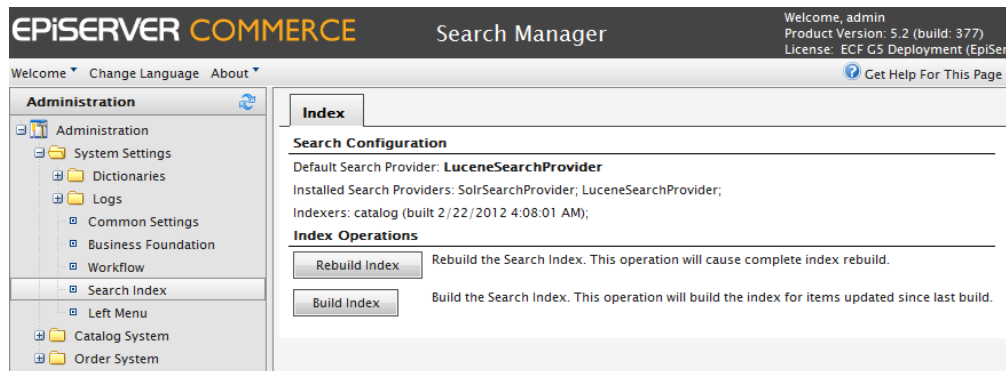 EPiSERVER COMMERCE
Search Manager
Welcome, admin
Product Version: 5.2 (build: 377)
License: ECF G5 Deployment (EpiSer
Welcome Change Language About
Get Help For This Page
Administration
Administration
System Settings
Dictionaries
Logs
Common Settings
Business Foundation
Workflow
Search Index
Left Menu
Catalog System
Order System
Index
Search Configuration
Default Search Provider: LuceneSearchProvider
Installed Search Providers: SolrSearchProvider; LuceneSearchProvider;
Indexers: catalog (built 2/22/2012 4:08:01 AM);
Index Operations
Rebuild Index Rebuild the Search Index. This operation will cause complete index rebuild.
Build Index Build the Search Index. This operation will build the index for items updated since last build.